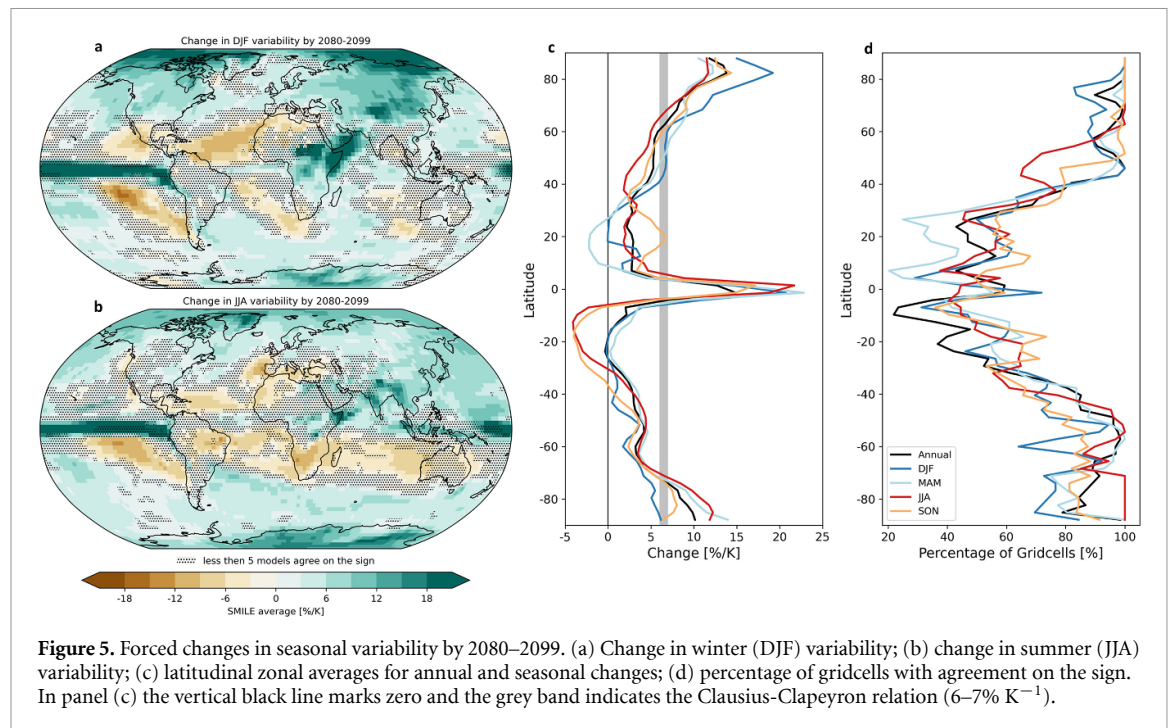 a
Change in DJF variability by 2080-2099
b
Change in JJA variability by 2080-2099
less then 5 models agree on the sign
-18 -12 -6 0 6 12 18
SMILE average [%/K]
c
Latitude
80
60
40
20
0
-20
-40
-60
-80
-5 0 5 10 15 20 25
Change [%/K]
d
Latitude
80
60
40
20
0
-20
-40
-60
-80
Annual
DJF
MAM
JJA
SON
20 40 60 80 100
Percentage of Gridcells [%]
Figure 5. Forced changes in seasonal variability by 2080–2099. (a) Change in winter (DJF) variability; (b) change in summer (JJA)
variability; (c) latitudinal zonal averages for annual and seasonal changes; (d) percentage of gridcells with agreement on the sign.
In panel (c) the vertical black line marks zero and the grey band indicates the Clausius-Clapeyron relation (6–7% K⁻¹).